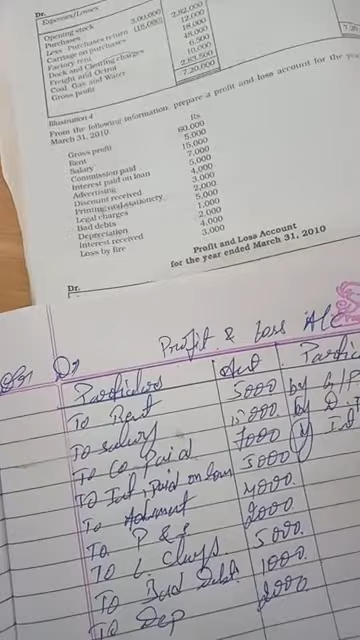 Dr.
Expenses/Losses
Opening stock 2,82,000
Purchases 3,00,000
Less : Purchases return (15,000)
Carriage on purchases 12,000
Factory rent 18,000
Dock and Clearing charges 48,000
Freight and Octroi 6,500
Coal, Gas and Water 10,000
Gross profit 2,87,500
7,20,000
Illustration 4
From the following information, prepare a profit and loss account for the
March 31, 2010.
Rs
Gross profit 60,000
Rent 5,000
Salary 15,000
Commission paid 7,000
Interest paid on loan 5,000
Advertising 4,000
Discount received 3,000
Printing and stationery 2,000
Legal charges 5,000
Bad debts 1,000
Depreciation 2,000
Interest received 4,000
Loss by fire 3,000
Profit and Loss Account
for the year ended March 31, 2010
Dr.
Profit & Loss A/C
Dr
Particulars Amt Partic
To Rent 5000 by G/P
To Salary 15000 by D.
To Co Paid 7000 by Int
To Int, Paid on loan 5000
To 4000
To P & S 2000
To L Chags. 5000
To Bad Debt 1000
To Dep 2000